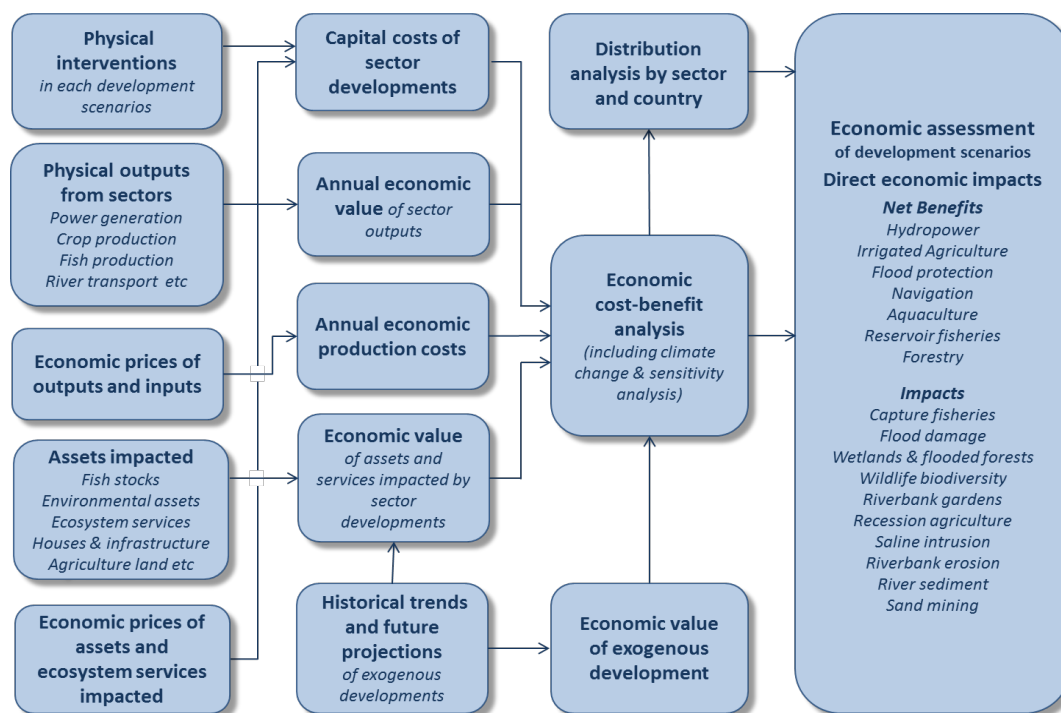 Physical
interventions
in each development
scenarios
Physical outputs
from sectors
Power generation
Crop production
Fish production
River transport etc
Economic prices of
outputs and inputs
Assets impacted
Fish stocks
Environmental assets
Ecosystem services
Houses & infrastructure
Agriculture land etc
Economic prices of
assets and
ecosystem services
impacted
Capital costs of
sector
developments
Annual economic
value of sector
outputs
Annual economic
production costs
Economic value
of assets and
services impacted by
sector
developments
Historical trends
and future
projections
of exogenous
developments
Distribution
analysis by sector
and country
Economic
cost-benefit
analysis
(including climate
change & sensitivity
analysis)
Economic value
of exogenous
development
Economic assessment
of development scenarios
Direct economic impacts
Net Benefits
Hydropower
Irrigated Agriculture
Flood protection
Navigation
Aquaculture
Reservoir fisheries
Forestry
Impacts
Capture fisheries
Flood damage
Wetlands & flooded forests
Wildlife biodiversity
Riverbank gardens
Recession agriculture
Saline intrusion
Riverbank erosion
River sediment
Sand mining